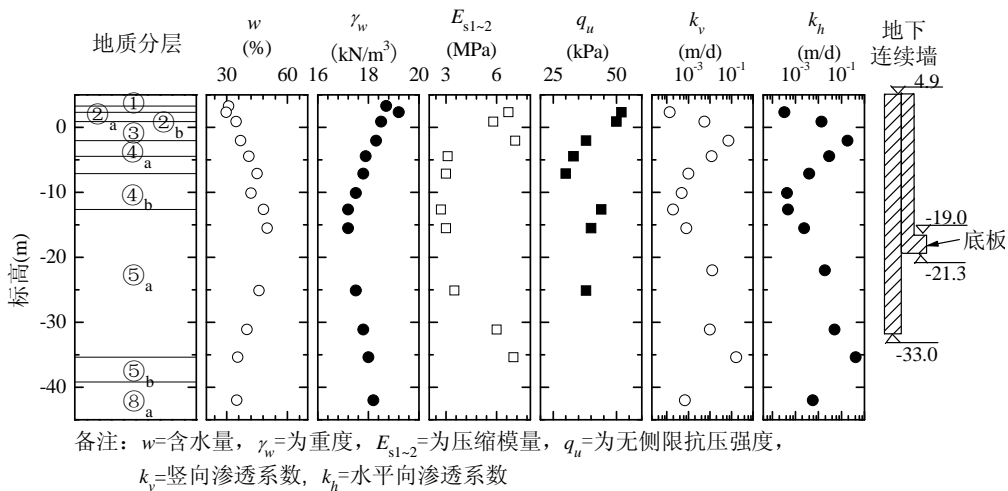 地质分层
w
(%)
γw
(kN/m³)
Es1~2
(MPa)
qu
(kPa)
kv
(m/d)
kh
(m/d)
地下
连续墙
30 60
16 18 20
3 6
25 50
10⁻³ 10⁻¹
10⁻³ 10⁻¹
4.9
标高(m)
0
-10
-20
-30
-40
①
②a
②b
③
④a
④b
⑤a
⑤b
⑧a
-19.0
底板
-21.3
-33.0
备注：w=含水量，γw=为重度，Es1~2=为压缩模量，qu=为无侧限抗压强度，
kv=竖向渗透系数, kh=水平向渗透系数